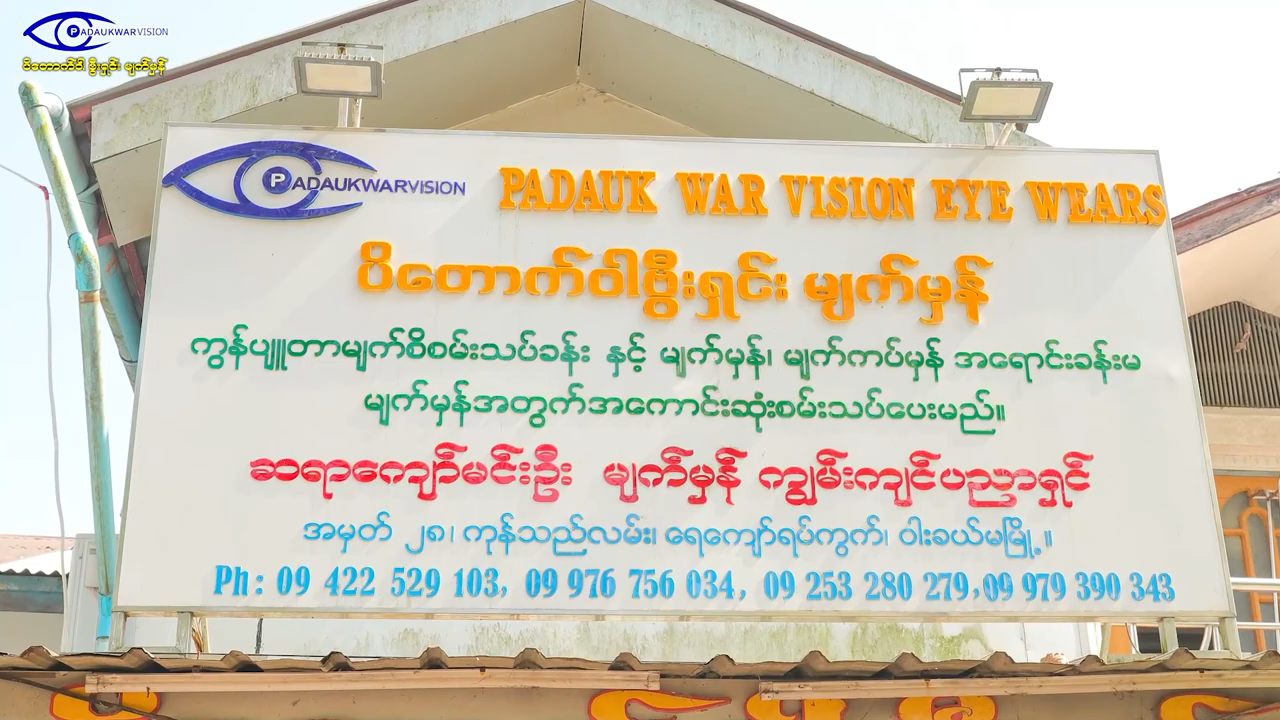 PADAUKWARVISION
ပိတောက်ဝါဗွီးရှင်း မျက်မှန်
PADAUKWARVISION
PADAUK WAR VISION EYE WEARS
ပိတောက်ဝါဗွီးရှင်း မျက်မှန်
ကွန်ပျူတာမျက်စိစမ်းသပ်ခန်း နှင့် မျက်မှန်၊ မျက်ကပ်မှန် အရောင်းခန်းမ
မျက်မှန်အတွက်အကောင်းဆုံးစမ်းသပ်ပေးမည်။
ဆရာကျော်မင်းဦး မျက်မှန် ကျွမ်းကျင်ပညာရှင်
အမှတ် ၂၈၊ ကုန်သည်လမ်း၊ ရေကျော်ရပ်ကွက်၊ ဝါးခယ်မမြို့။
Ph: 09 422 529 103, 09 976 756 034, 09 253 280 279,09 979 390 343